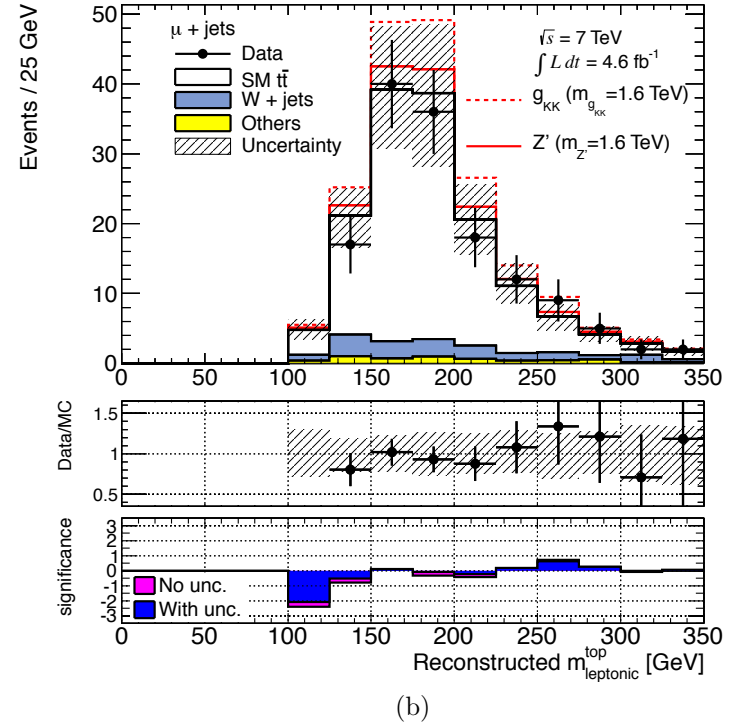 μ + jets
Data
SM tt̄
W + jets
Others
Uncertainty
√s = 7 TeV
∫ L dt = 4.6 fb⁻¹
g_KK (m_g_KK=1.6 TeV)
Z' (m_Z'=1.6 TeV)
Events / 25 GeV
50
40
30
20
10
0
0 50 100 150 200 250 300 350
Data/MC
1.5
1
0.5
significance
3
2
1
0
-1
-2
-3
No unc.
With unc.
0 50 100 150 200 250 300 350
Reconstructed m^top_leptonic [GeV]
(b)